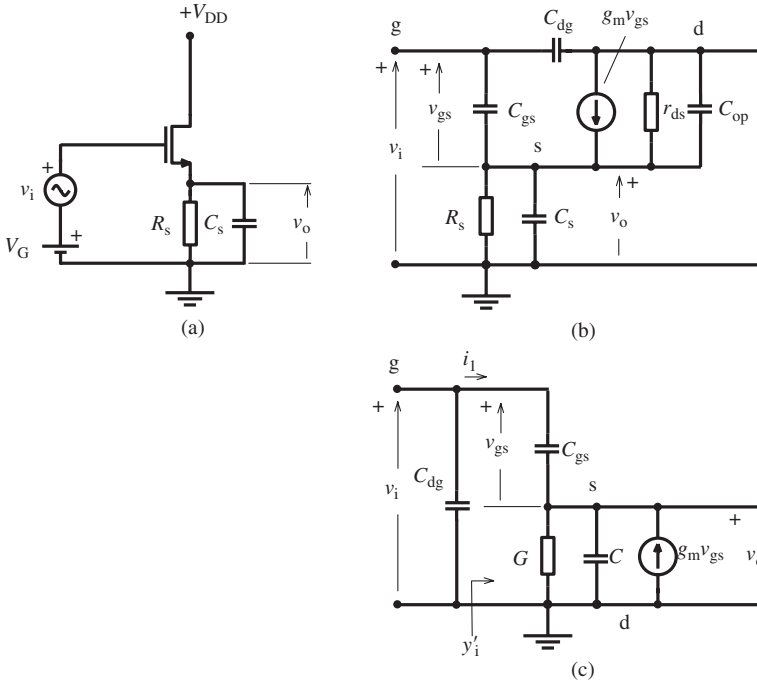 +V_DD
v_i
+
V_G
+
R_s
C_s
v_o
(a)
g
C_dg
g_m v_gs
d
+
+
v_gs
C_gs
r_ds
C_op
v_i
s
+
R_s
C_s
v_o
(b)
g
i_1
+
+
v_gs
C_gs
C_dg
v_i
s
+
G
C
g_m v_gs
y'_i
d
(c)